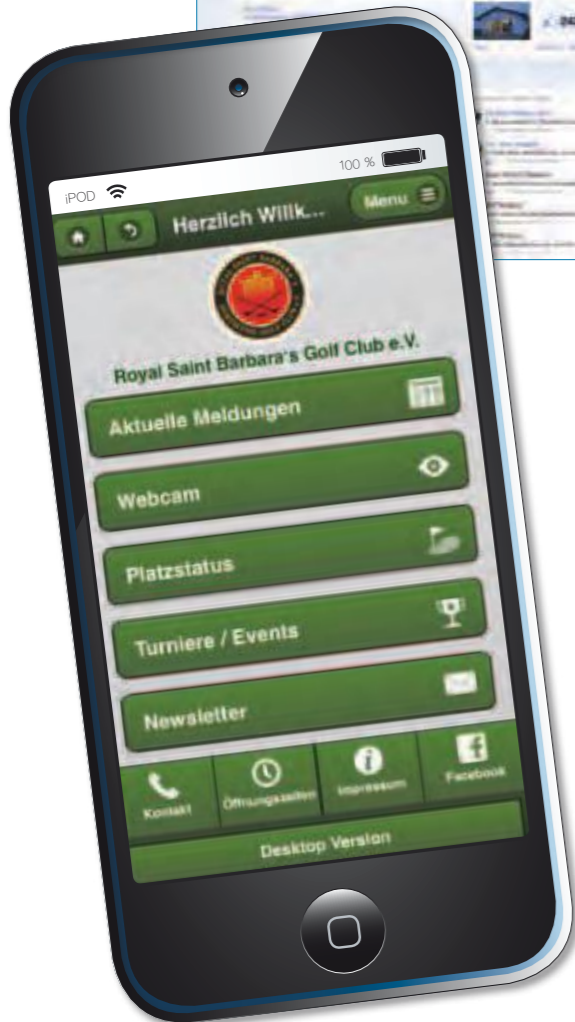 iPOD 100 %
Herzlich Willk... Menu
Royal Saint Barbara's Golf Club e.V.
Aktuelle Meldungen
Webcam
Platzstatus
Turniere / Events
Newsletter
Kontakt Öffnungszeiten Impressum Facebook
Desktop Version